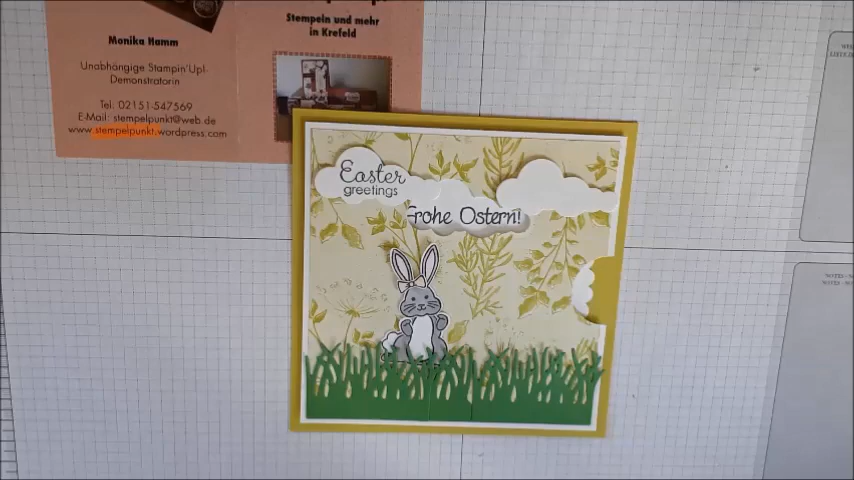 Monika Hamm
Unabhängige Stampin'Up!-
Demonstratorin
Tel: 02151-547569
E-Mail: stempelpunkt@web.de
www.stempelpunkt.wordpress.com
Stempeln und mehr
in Krefeld
Easter
greetings
Frohe Ostern!